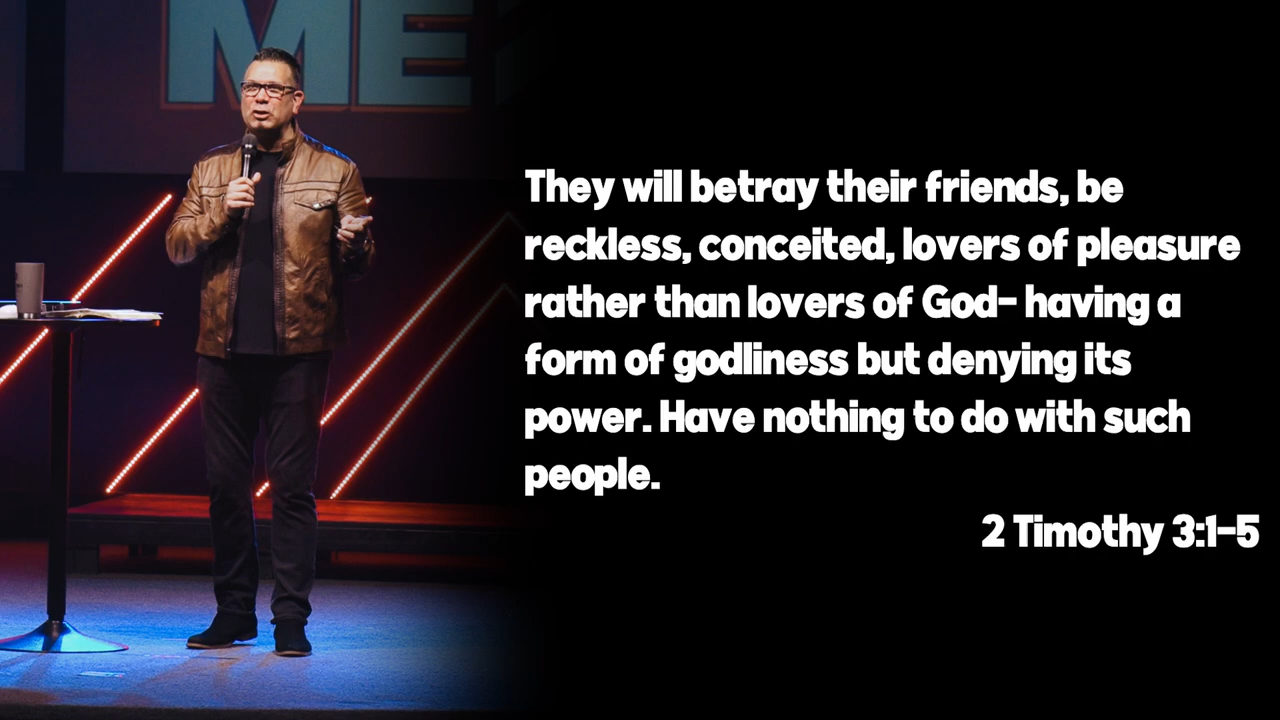 ME
They will betray their friends, be
reckless, conceited, lovers of pleasure
rather than lovers of God- having a
form of godliness but denying its
power. Have nothing to do with such
people.
2 Timothy 3:1-5